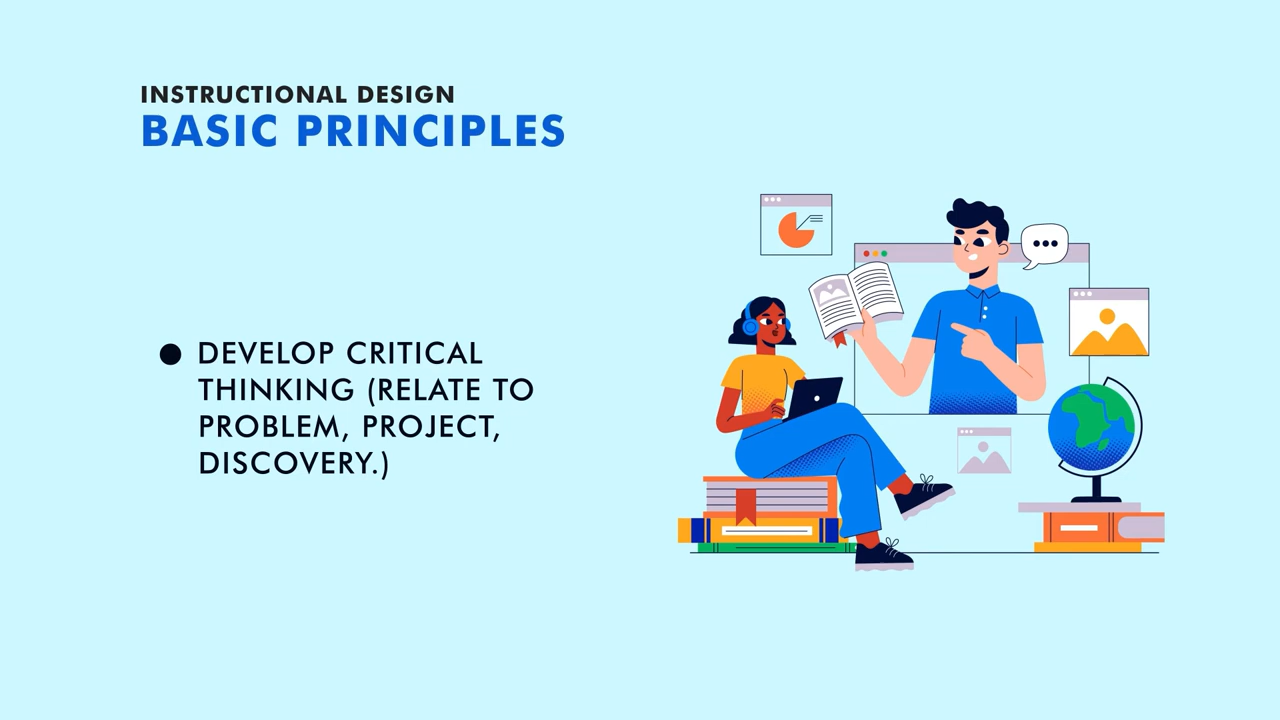 INSTRUCTIONAL DESIGN
BASIC PRINCIPLES
● DEVELOP CRITICAL
THINKING (RELATE TO
PROBLEM, PROJECT,
DISCOVERY.)